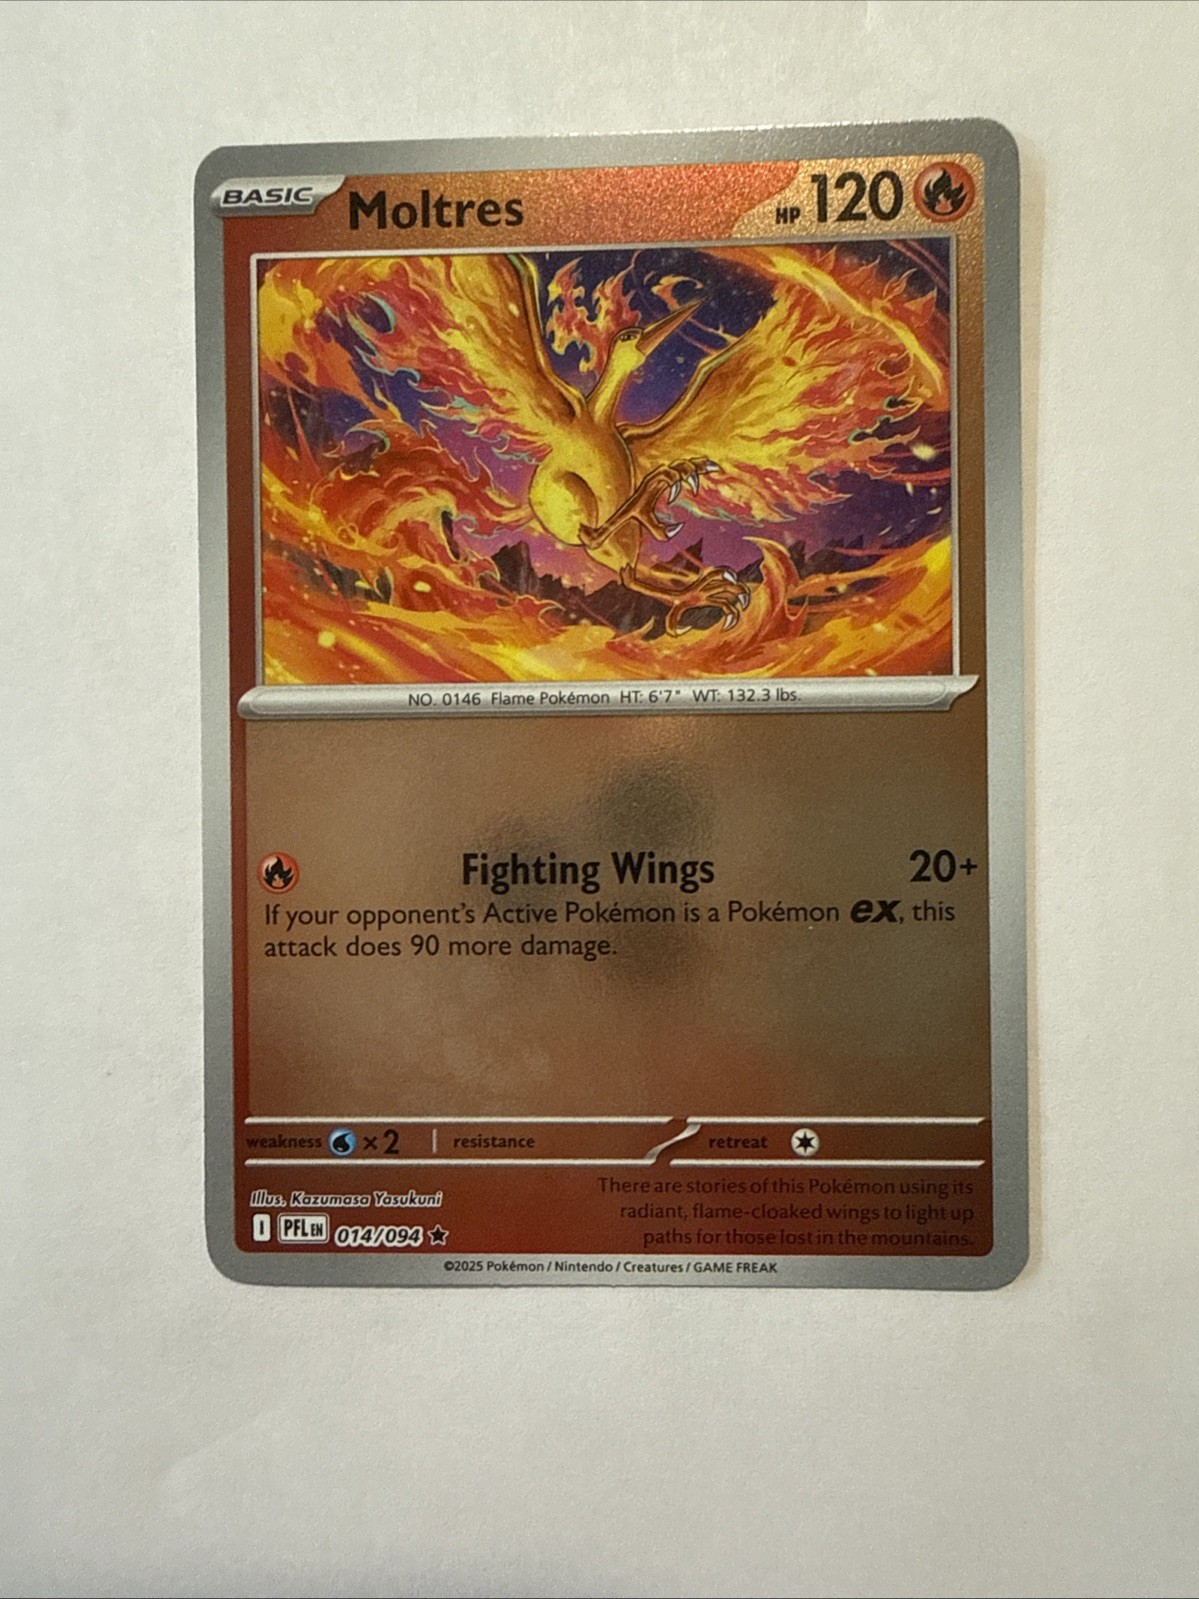 BASIC Moltres HP 120
NO. 0146 Flame Pokémon HT: 6'7" WT: 132.3 lbs.
Fighting Wings 20+
If your opponent's Active Pokémon is a Pokémon ex, this
attack does 90 more damage.
weakness ×2 resistance retreat
Illus. Kazumasa Yasukuni
I PFL EN 014/094
There are stories of this Pokémon using its
radiant, flame-cloaked wings to light up
paths for those lost in the mountains.
©2025 Pokémon / Nintendo / Creatures / GAME FREAK